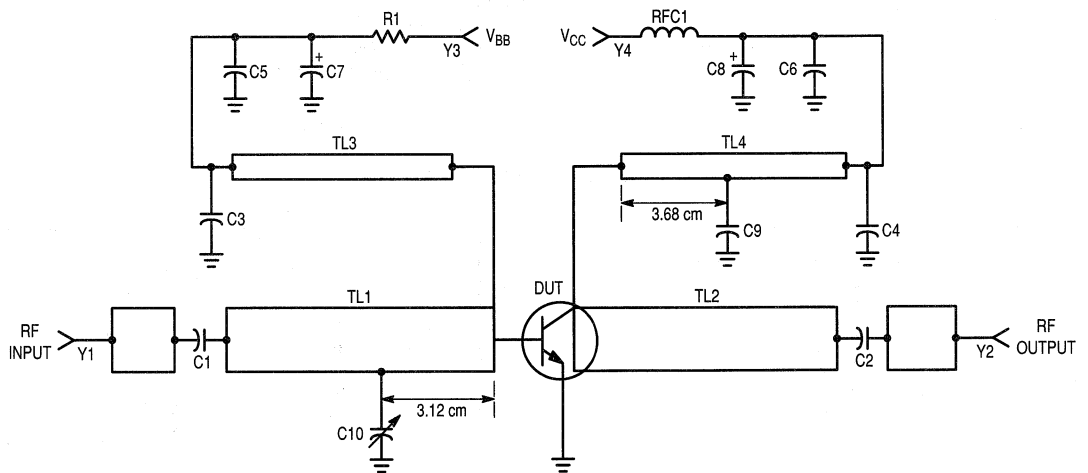 R1
VBB
Y3
C5
C7
+
RFC1
VCC
Y4
C8
+
C6
TL3
C3
TL4
3.68 cm
C9
C4
TL1
DUT
TL2
RF
INPUT
Y1
C1
C2
Y2
RF
OUTPUT
3.12 cm
C10